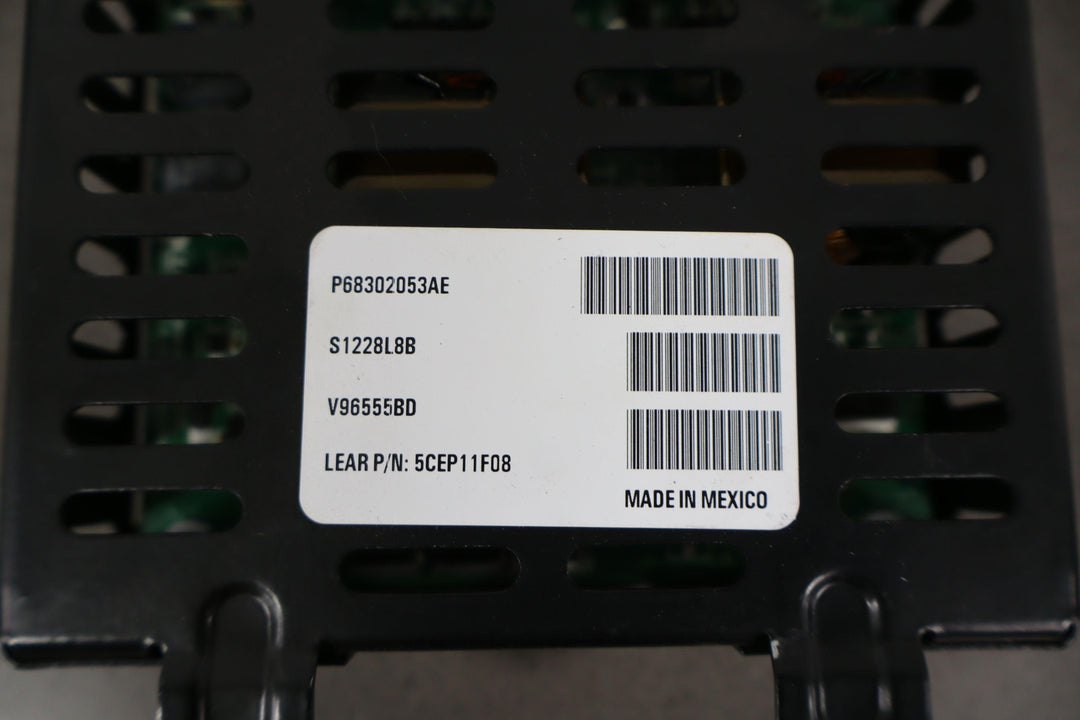 P68302053AE
S1228L8B
V96555BD
LEAR P/N: 5CEP11F08
MADE IN MEXICO